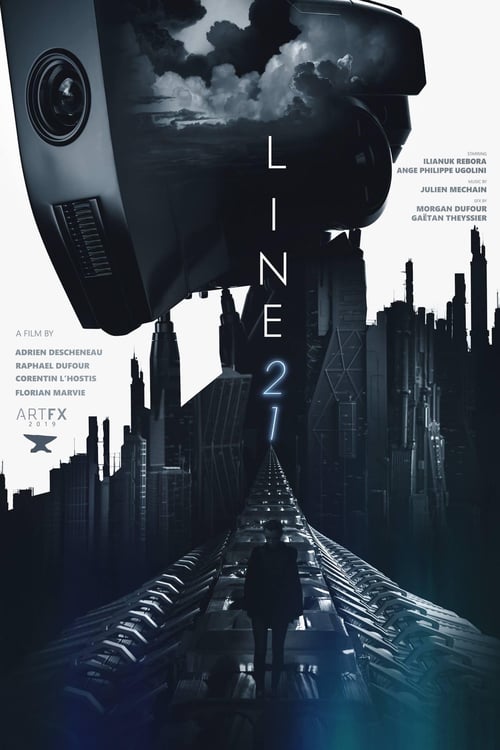 LINE
21
STARRING
ILIANUK REBORA
ANGE PHILIPPE UGOLINI
MUSIC BY
JULIEN MECHAIN
SFX BY
MORGAN DUFOUR
GAËTAN THEYSSIER
A FILM BY
ADRIEN DESCHENEAU
RAPHAEL DUFOUR
CORENTIN L'HOSTIS
FLORIAN MARVIE
ARTFX
2019